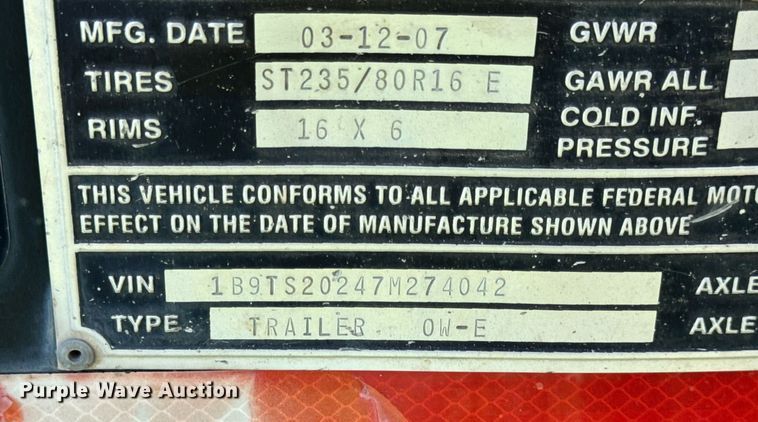 MFG. DATE 03-12-07 GVWR
TIRES ST235/80R16 E GAWR ALL
RIMS 16 X 6 COLD INF. PRESSURE
THIS VEHICLE CONFORMS TO ALL APPLICABLE FEDERAL MOTO
EFFECT ON THE DATE OF MANUFACTURE SHOWN ABOVE
VIN 1B9TS20247M274042 AXLE
TYPE. TRAILER OW-E AXLE
Purple Wave Auction